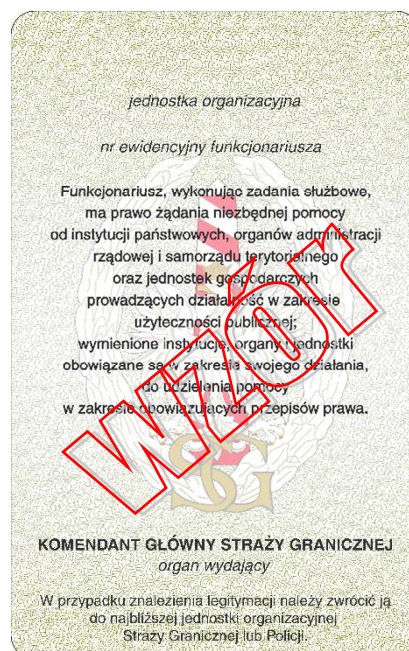 jednostka organizacyjna
nr ewidencyjny funkcjonariusza
Funkcjonariusz, wykonując zadania służbowe,
ma prawo żądania niezbędnej pomocy
od instytucji państwowych, organów administracji
rządowej i samorządu terytorialnego
oraz jednostek gospodarczych
prowadzących działalność w zakresie
użyteczności publicznej;
wymienione instytucje, organy i jednostki
obowiązane są w zakresie swojego działania,
do udzielenia pomocy
w zakresie obowiązujących przepisów prawa.
wzór
SG
KOMENDANT GŁÓWNY STRAŻY GRANICZNEJ
organ wydający
W przypadku znalezienia legitymacji należy zwrócić ją
do najbliższej jednostki organizacyjnej
Straży Granicznej lub Policji.